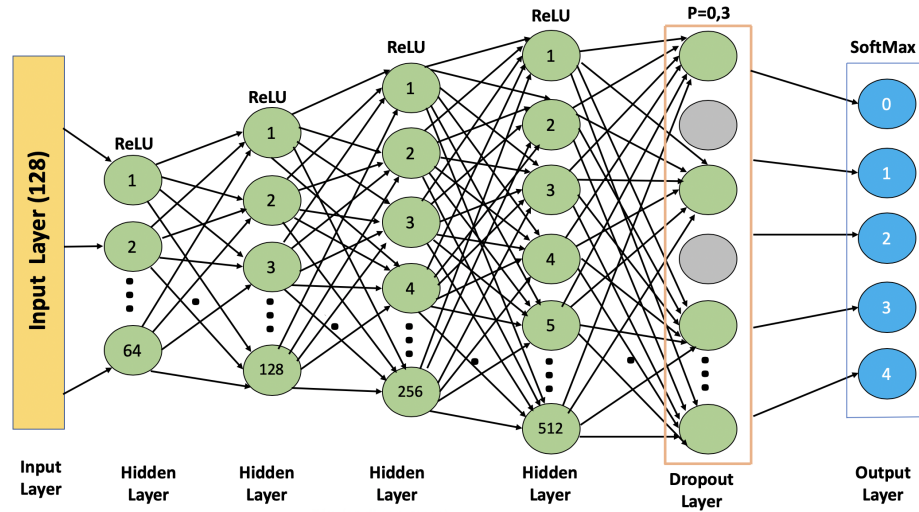 P=0,3
ReLU
SoftMax
ReLU
ReLU
ReLU
Input Layer (128)
1
2
64
1
2
3
128
1
2
3
4
256
1
2
3
4
5
512
0
1
2
3
4
Input
Layer
Hidden
Layer
Hidden
Layer
Hidden
Layer
Hidden
Layer
Dropout
Layer
Output
Layer